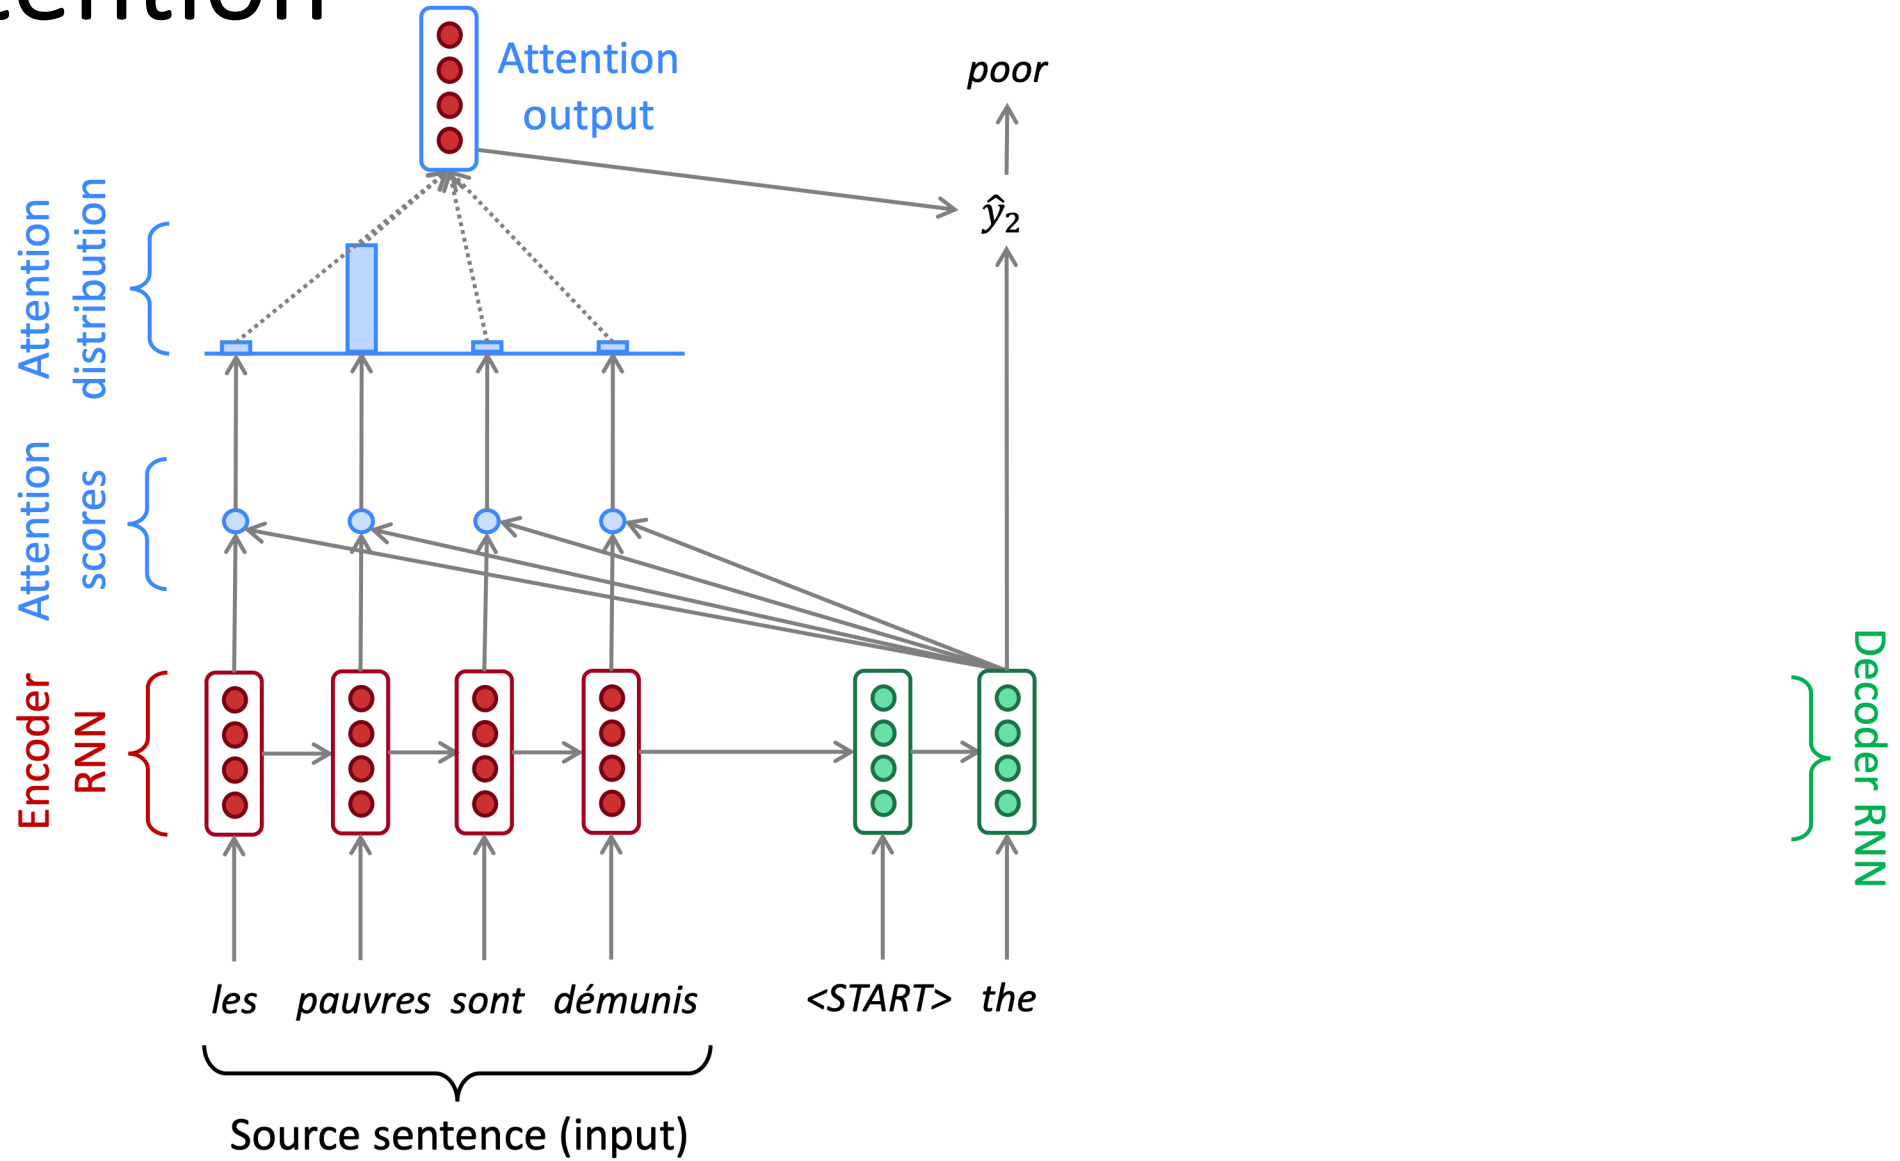 Attention
output
poor
ŷ₂
Attention
distribution
Attention
scores
Encoder
RNN
Decoder RNN
les pauvres sont démunis <START> the
Source sentence (input)